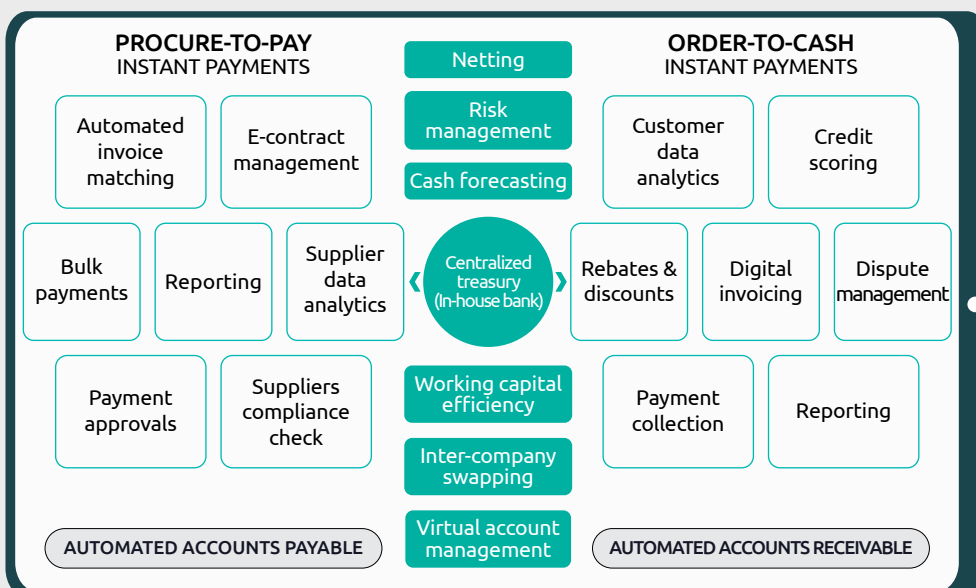 PROCURE-TO-PAY
INSTANT PAYMENTS
Automated
invoice
matching
E-contract
management
Bulk
payments
Reporting
Supplier
data
analytics
Payment
approvals
Suppliers
compliance
check
AUTOMATED ACCOUNTS PAYABLE
Netting
Risk
management
Cash forecasting
Centralized
treasury
(In-house bank)
Working capital
efficiency
Inter-company
swapping
Virtual account
management
ORDER-TO-CASH
INSTANT PAYMENTS
Customer
data
analytics
Credit
scoring
Rebates &
discounts
Digital
invoicing
Dispute
management
Payment
collection
Reporting
AUTOMATED ACCOUNTS RECEIVABLE